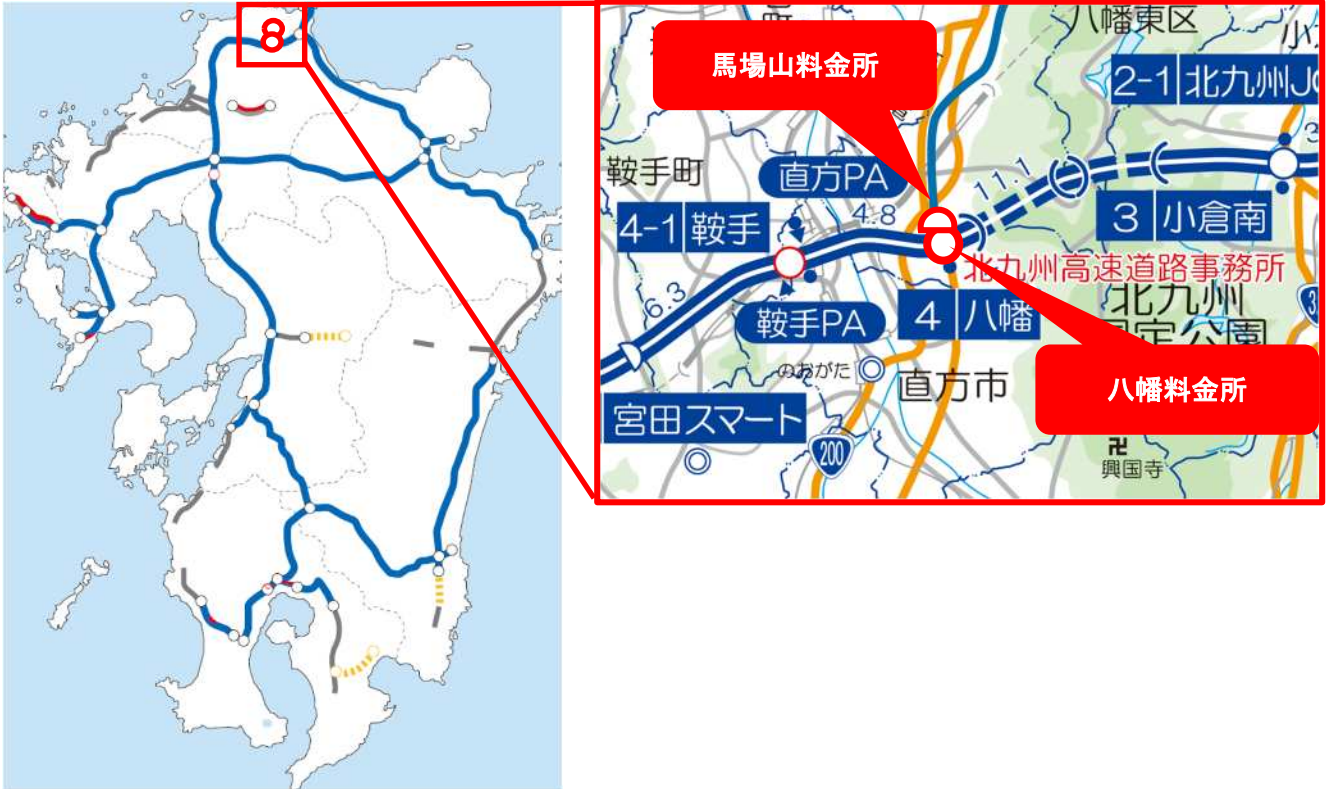 八幡東区
馬場山料金所
2-1 北九州JC
鞍手町
直方PA
4.8
11.1
4-1 鞍手
3 小倉南
北九州高速道路事務所
6.3
鞍手PA
4 八幡
北九州
国定公園
のおがた
直方市
八幡料金所
宮田スマート
200
興国寺